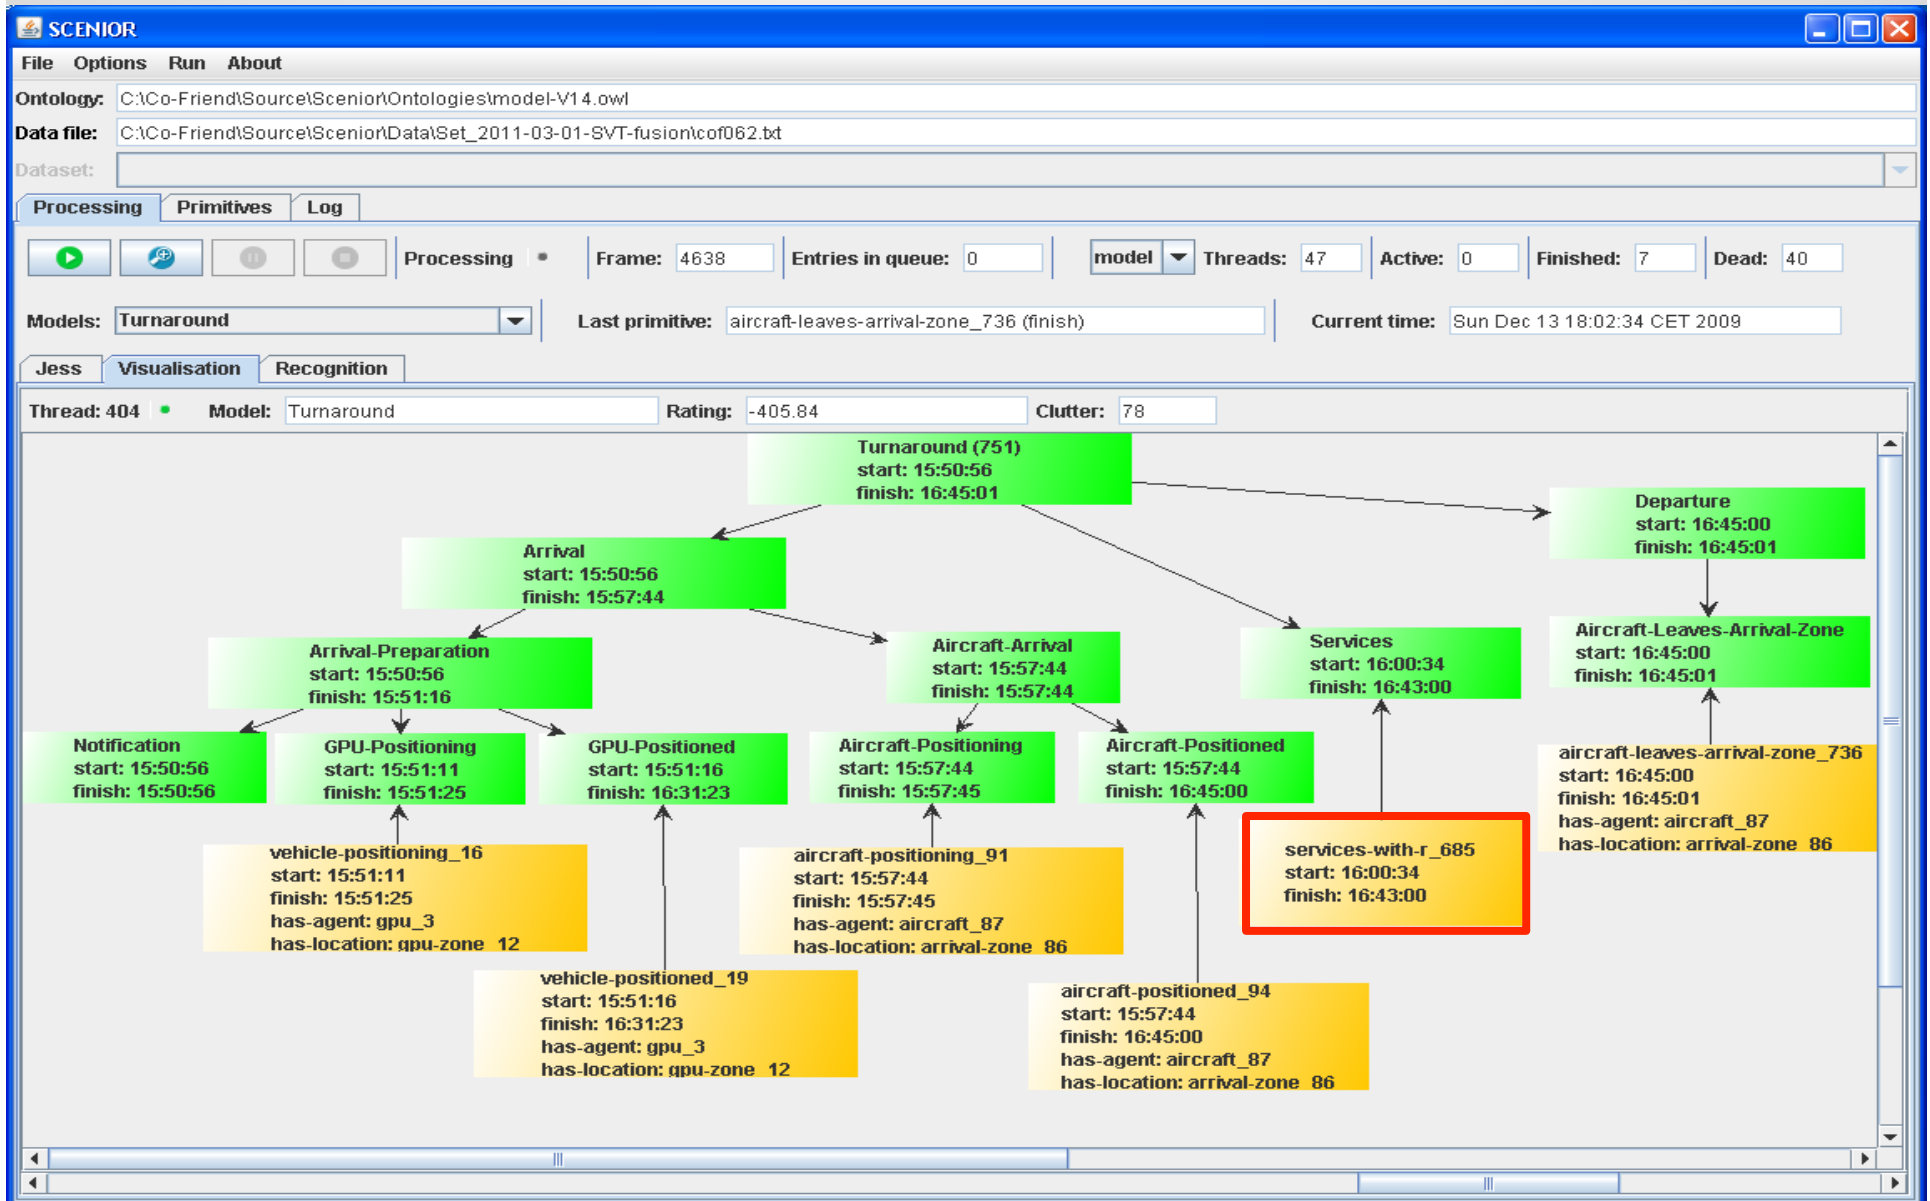 SCENIOR
File Options Run About
Ontology: C:\Co-Friend\Source\Scenior\Ontologies\model-V14.owl
Data file: C:\Co-Friend\Source\Scenior\Data\Set_2011-03-01-SVT-fusion\cof062.txt
Dataset:
Processing Primitives Log
Processing Frame: 4638 Entries in queue: 0 model Threads: 47 Active: 0 Finished: 7 Dead: 40
Models: Turnaround Last primitive: aircraft-leaves-arrival-zone_736 (finish) Current time: Sun Dec 13 18:02:34 CET 2009
Jess Visualisation Recognition
Thread: 404 Model: Turnaround Rating: -405.84 Clutter: 78
Turnaround (751)
start: 15:50:56
finish: 16:45:01
Departure
start: 16:45:00
finish: 16:45:01
Arrival
start: 15:50:56
finish: 15:57:44
Arrival-Preparation
start: 15:50:56
finish: 15:51:16
Aircraft-Arrival
start: 15:57:44
finish: 15:57:44
Services
start: 16:00:34
finish: 16:43:00
Aircraft-Leaves-Arrival-Zone
start: 16:45:00
finish: 16:45:01
Notification
start: 15:50:56
finish: 15:50:56
GPU-Positioning
start: 15:51:11
finish: 15:51:25
GPU-Positioned
start: 15:51:16
finish: 16:31:23
Aircraft-Positioning
start: 15:57:44
finish: 15:57:45
Aircraft-Positioned
start: 15:57:44
finish: 16:45:00
aircraft-leaves-arrival-zone_736
start: 16:45:00
finish: 16:45:01
has-agent: aircraft_87
has-location: arrival-zone_86
vehicle-positioning_16
start: 15:51:11
finish: 15:51:25
has-agent: gpu_3
has-location: gpu-zone_12
aircraft-positioning_91
start: 15:57:44
finish: 15:57:45
has-agent: aircraft_87
has-location: arrival-zone_86
services-with-r_685
start: 16:00:34
finish: 16:43:00
vehicle-positioned_19
start: 15:51:16
finish: 16:31:23
has-agent: gpu_3
has-location: gpu-zone_12
aircraft-positioned_94
start: 15:57:44
finish: 16:45:00
has-agent: aircraft_87
has-location: arrival-zone_86